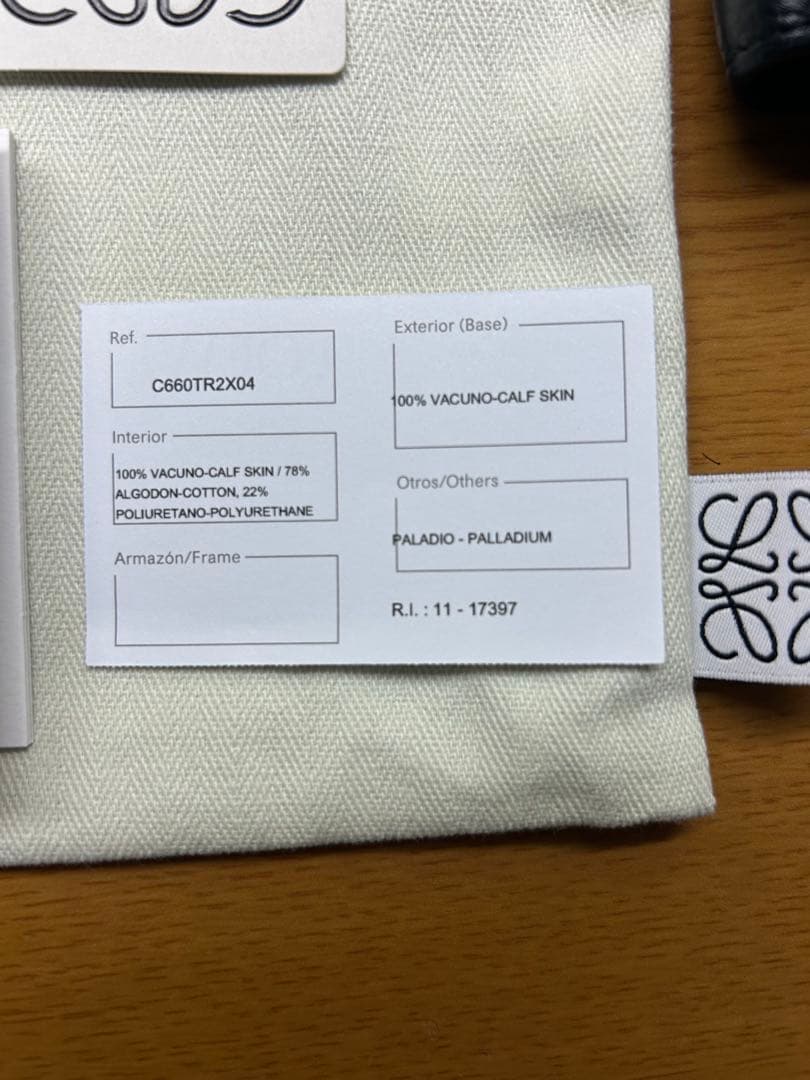 Ref.
C660TR2X04
Interior
100% VACUNO-CALF SKIN / 78%
ALGODON-COTTON, 22%
POLIURETANO-POLYURETHANE
Armazón/Frame
Exterior (Base)
100% VACUNO-CALF SKIN
Otros/Others
PALADIO - PALLADIUM
R.I. : 11 - 17397